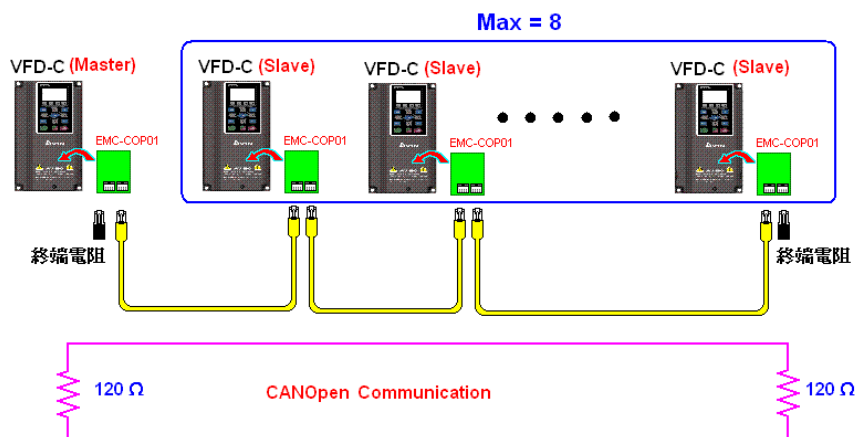 Max = 8
VFD-C (Master)
VFD-C (Slave)
VFD-C (Slave)
VFD-C (Slave)
EMC-COP01
EMC-COP01
EMC-COP01
EMC-COP01
終端電阻
終端電阻
120 Ω
CANOpen Communication
120 Ω